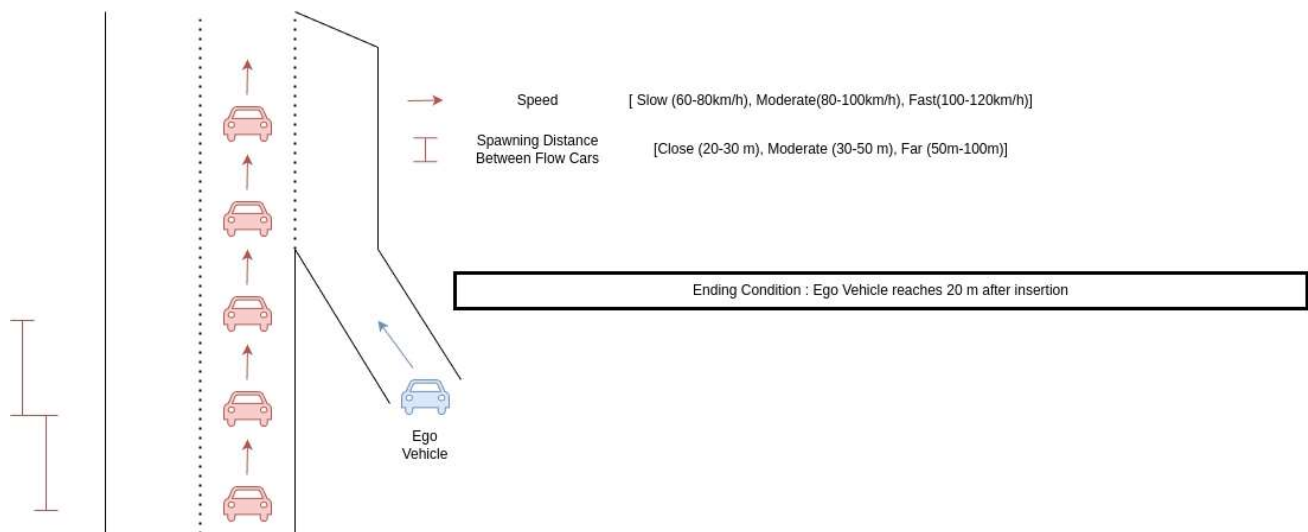 Speed
[ Slow (60-80km/h), Moderate(80-100km/h), Fast(100-120km/h)]
Spawning Distance
Between Flow Cars
[Close (20-30 m), Moderate (30-50 m), Far (50m-100m)]
Ending Condition : Ego Vehicle reaches 20 m after insertion
Ego
Vehicle